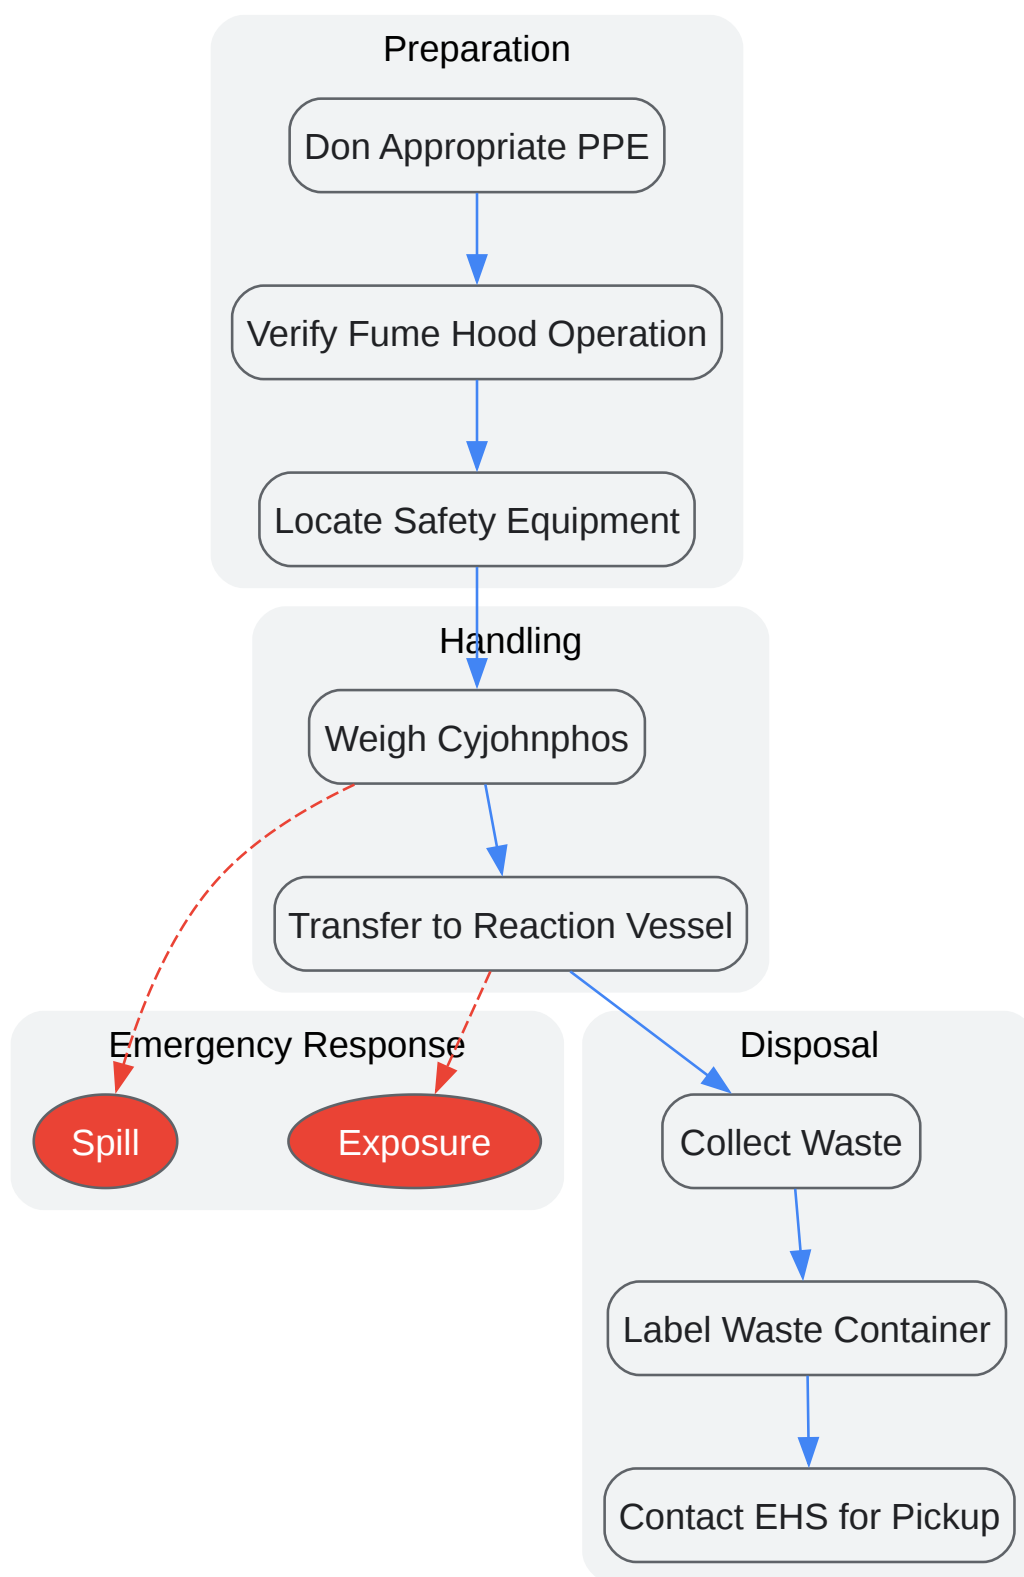 Preparation
Don Appropriate PPE
Verify Fume Hood Operation
Locate Safety Equipment
Handling
Weigh Cyjohnphos
Transfer to Reaction Vessel
Emergency Response
Spill
Exposure
Disposal
Collect Waste
Label Waste Container
Contact EHS for Pickup